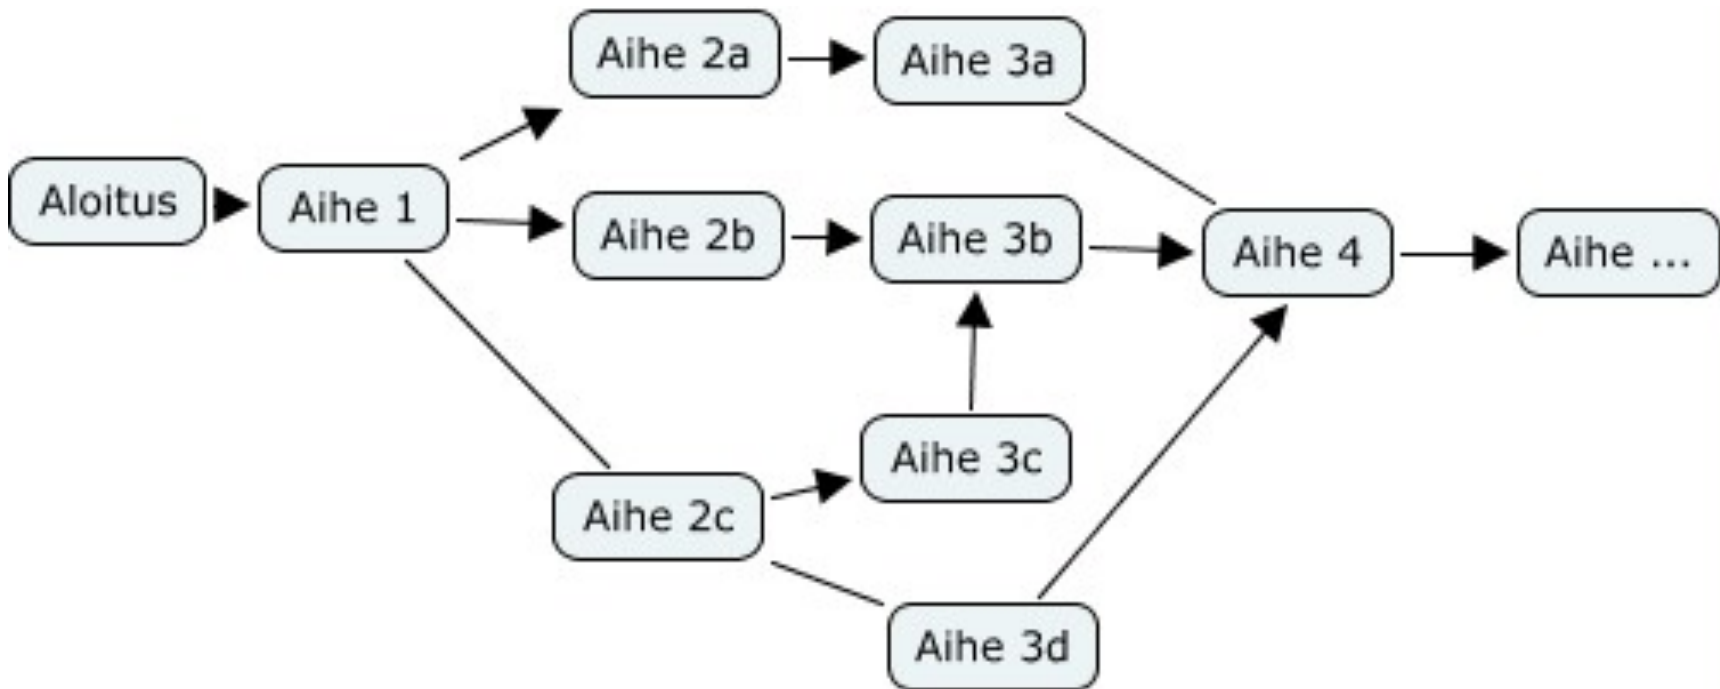 Aloitus
Aihe 1
Aihe 2a
Aihe 3a
Aihe 2b
Aihe 3b
Aihe 4
Aihe ...
Aihe 2c
Aihe 3c
Aihe 3d